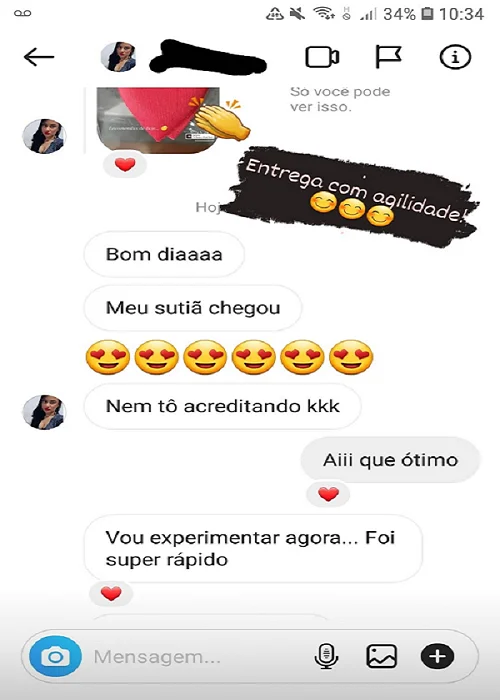 34% 10:34
Só você pode
ver isso.
Entrega com agilidade!
Hoj
Bom diaaaa
Meu sutiã chegou
Nem tô acreditando kkk
Aiii que ótimo
Vou experimentar agora... Foi
super rápido
Mensagem...